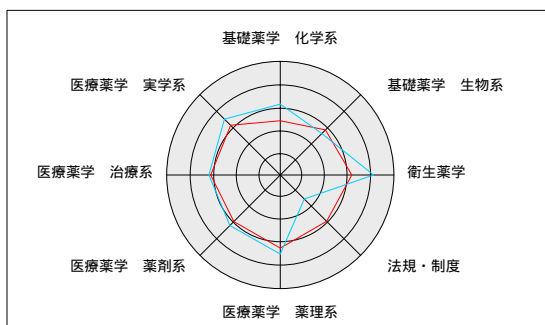 基礎薬学　化学系
医療薬学　実学系
基礎薬学　生物系
医療薬学　治療系
衛生薬学
医療薬学　薬剤系
法規・制度
医療薬学　薬理系